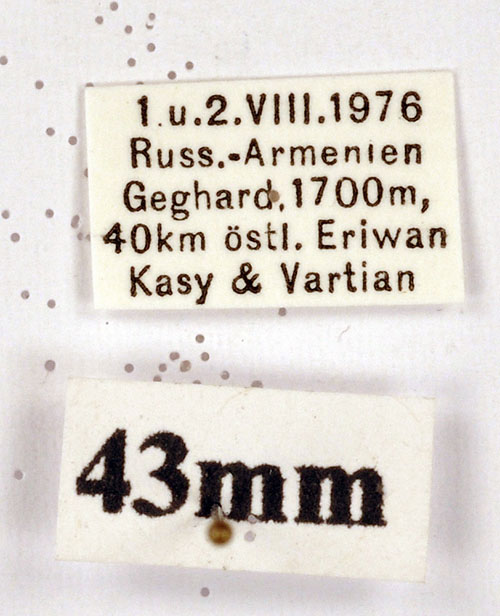 1.u.2.VIII.1976
Russ.-Armenien
Geghard, 1700m,
40km östl. Eriwan
Kasy & Vartian
43mm